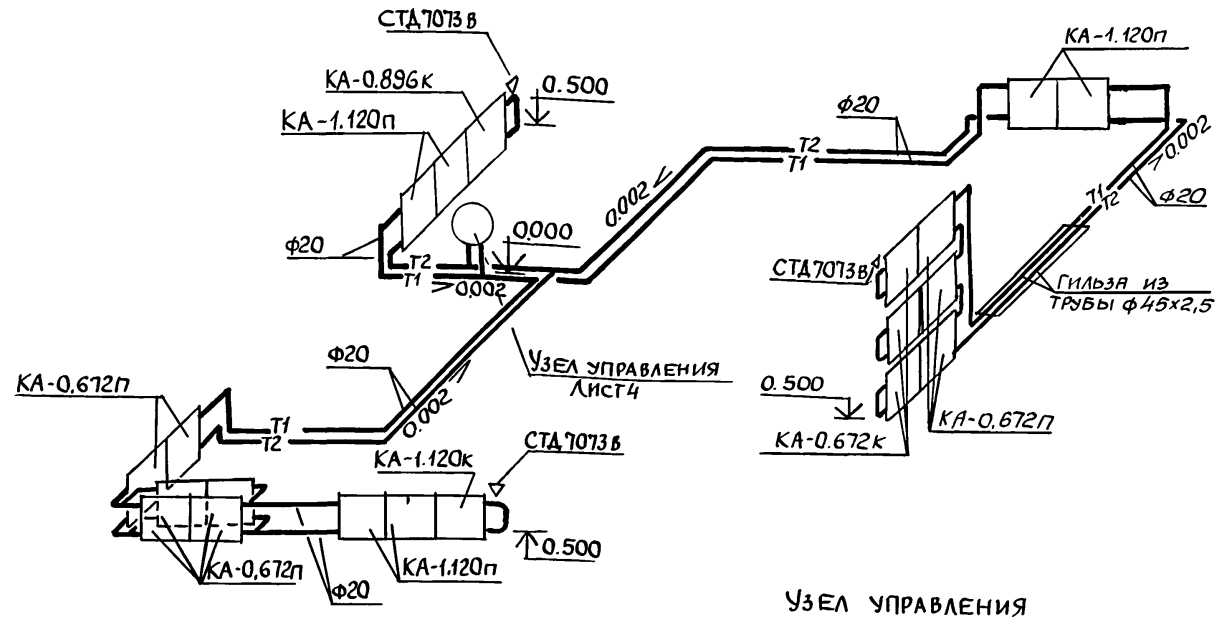 СТД7073В
КА-0.896К
0.500
КА-1.120П
КА-1.120П
Ф20
Т2
Т1
0.002
0.002
Т1
Т2
Ф20
Ф20
0.000
Т2
Т1
0.002
СТД7073В
ГИЛЬЗА ИЗ
ТРУБЫ Ф45х2,5
Ф20
УЗЕЛ УПРАВЛЕНИЯ
ЛИСТ4
КА-0,672П
0.002
Т1
Т2
0.500
КА-0,672П
КА-0.672К
СТД7073В
КА-1.120К
0.500
КА-0,672П
КА-1.120П
Ф20
УЗЕЛ УПРАВЛЕНИЯ